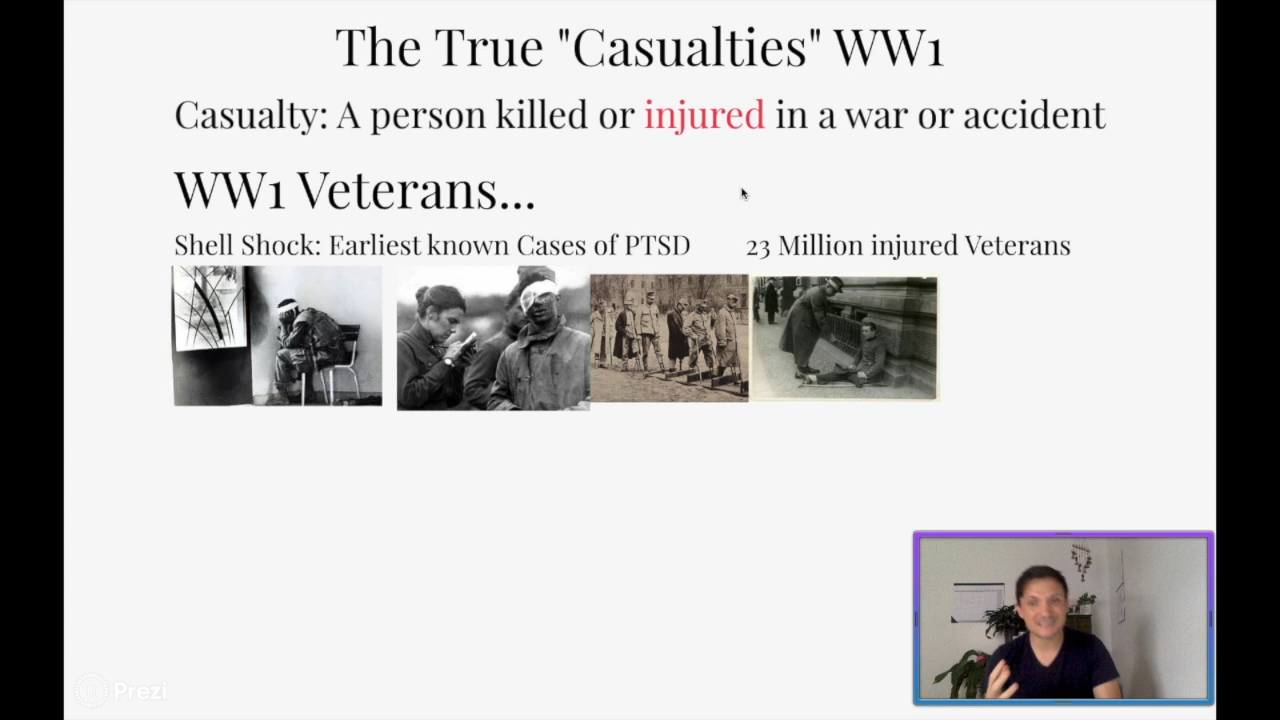 The True "Casualties" WW1
Casualty: A person killed or injured in a war or accident
WW1 Veterans...
Shell Shock: Earliest known Cases of PTSD
23 Million injured Veterans
Prezi